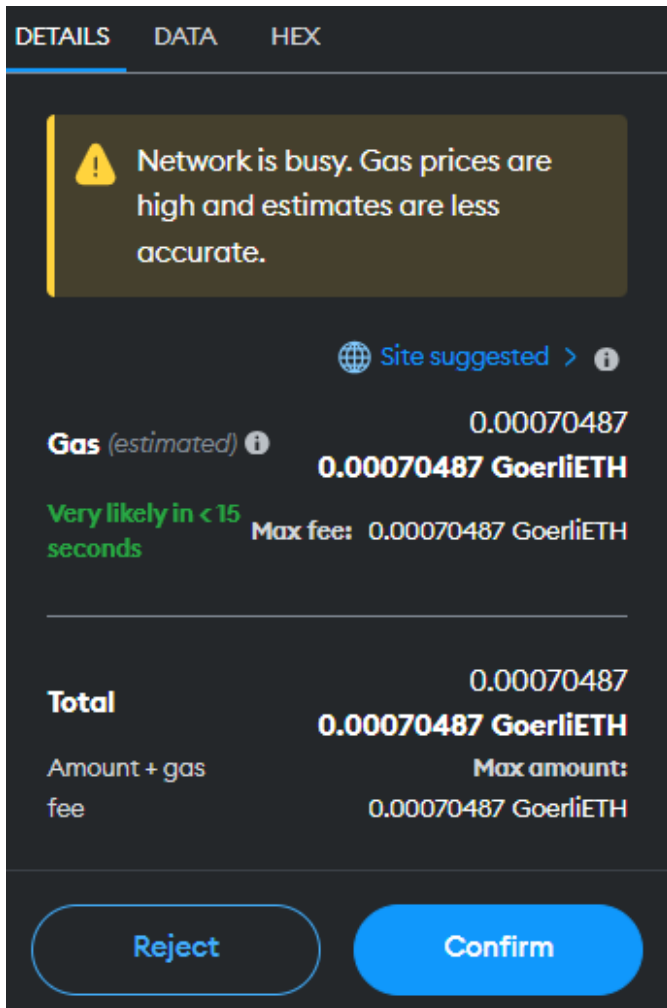 DETAILS DATA HEX
Network is busy. Gas prices are
high and estimates are less
accurate.
Site suggested >
0.00070487
Gas (estimated) 0.00070487 GoerliETH
Very likely in < 15
seconds
Max fee: 0.00070487 GoerliETH
0.00070487
Total
0.00070487 GoerliETH
Amount + gas
fee
Max amount:
0.00070487 GoerliETH
Reject Confirm